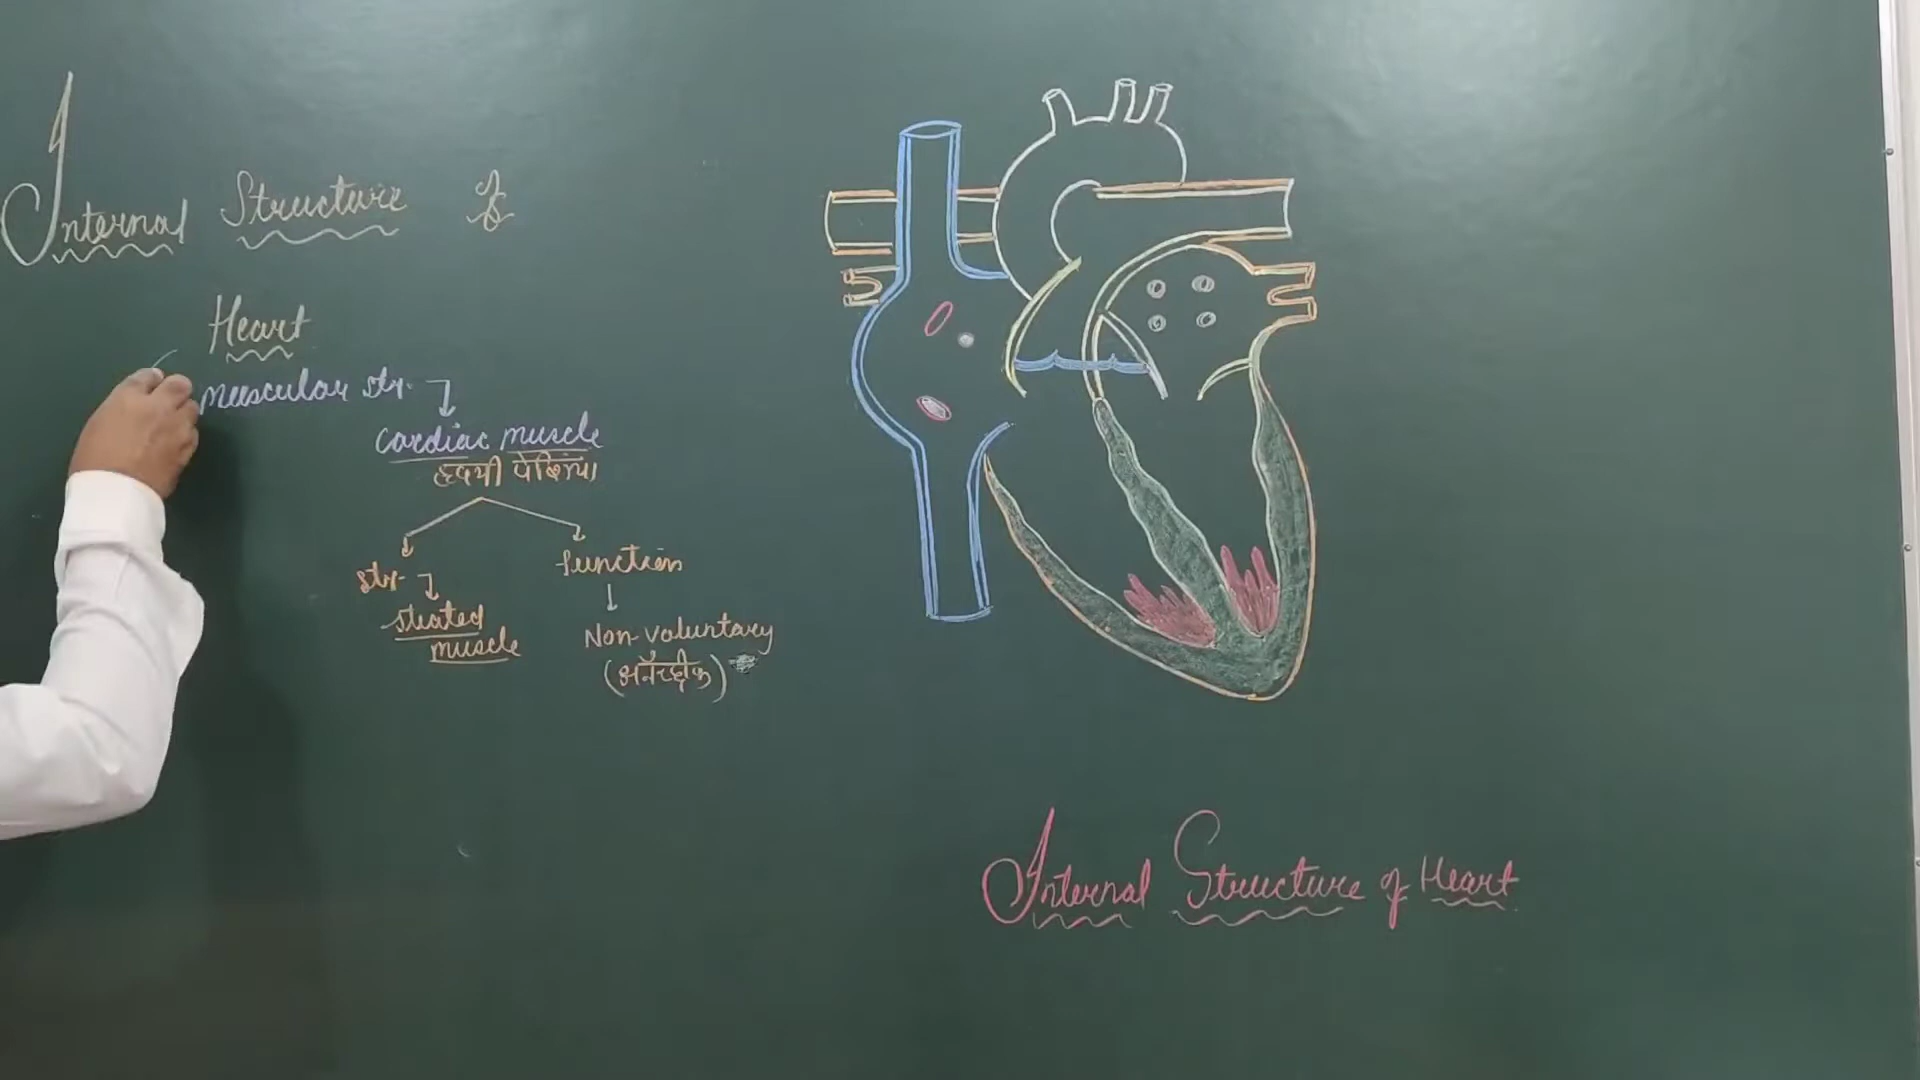 Internal Structure of
Heart
muscular str.
cardiac muscle
हृदयी पेशियां
str.
function
striated
muscle
Non-voluntary
Internal Structure of Heart